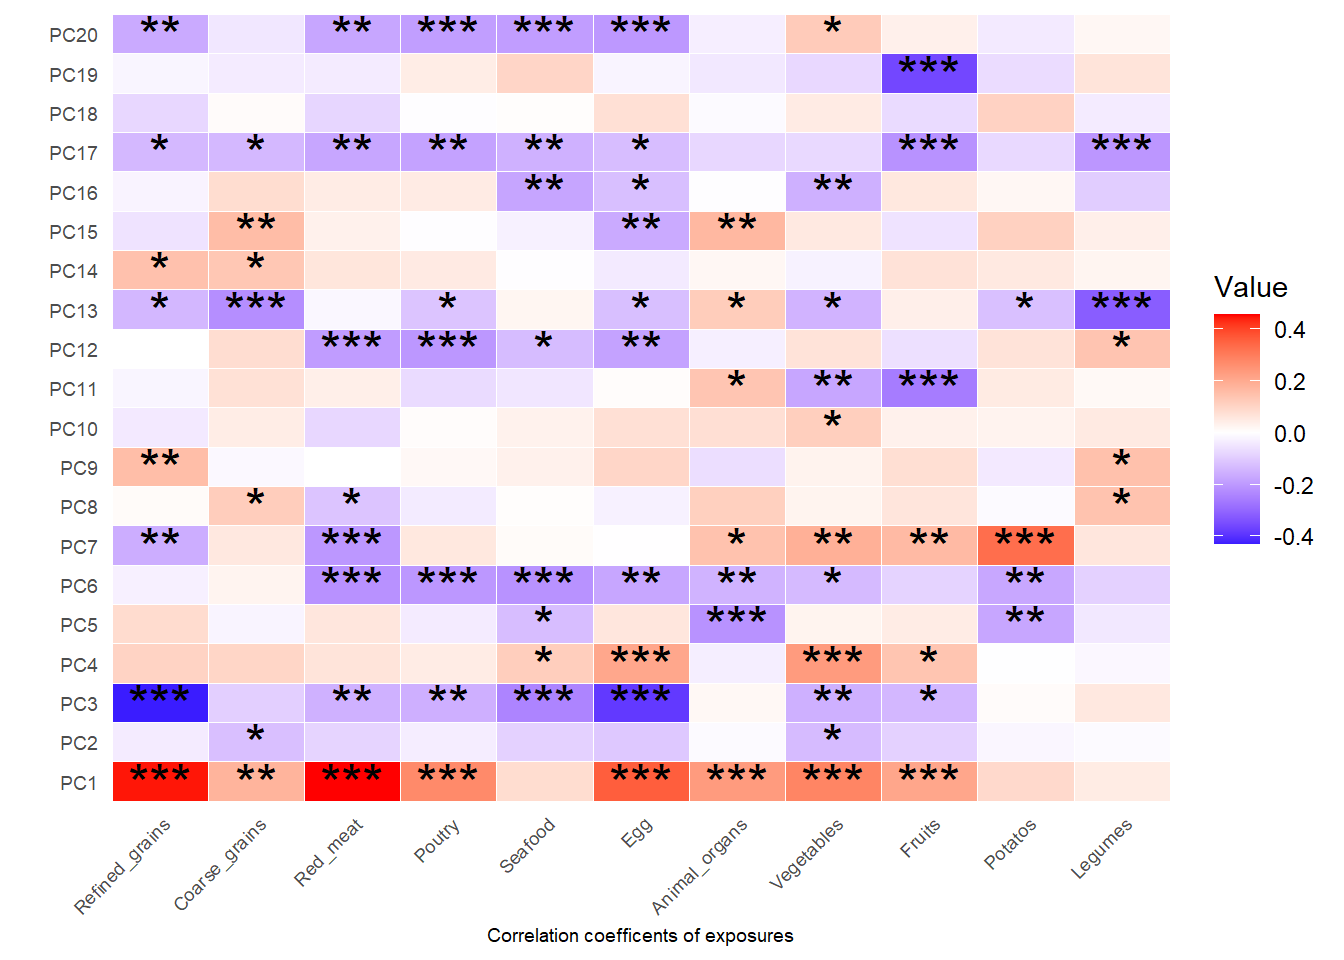 PC20 ** ** *** *** *** *
PC19 ***
PC18
PC17 * * ** ** ** * *** ***
PC16 ** * **
PC15 ** ** **
PC14 * *
PC13 * *** * * * * * ***
PC12 *** *** * ** *
PC11 * ** ***
PC10 *
PC9 ** *
PC8 * * *
PC7 ** *** * ** ** ***
PC6 *** *** *** ** ** * **
PC5 * *** **
PC4 * *** *** *
PC3 *** ** ** *** *** ** *
PC2 * *
PC1 *** ** *** *** *** *** *** ***
Refined_grains
Coarse_grains
Red_meat
Poutry
Seafood
Egg
Animal_organs
Vegetables
Fruits
Potatos
Legumes
Correlation coefficents of exposures
Value
0.4
0.2
0.0
-0.2
-0.4